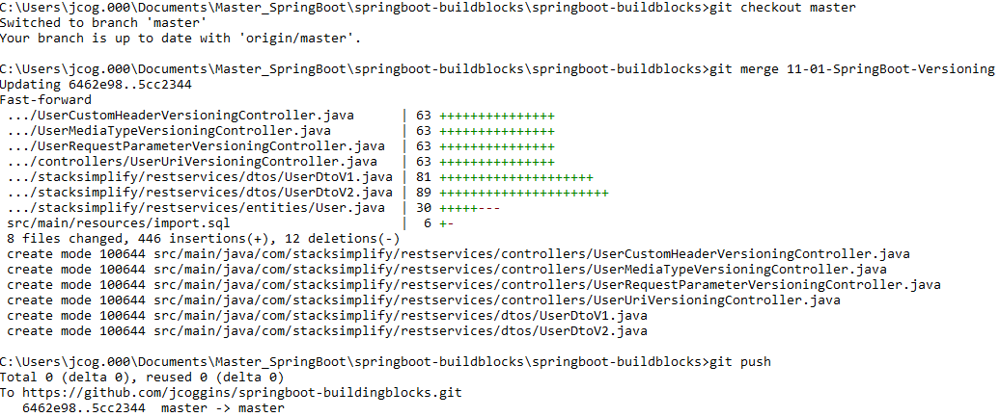 C:\Users\jcog.000\Documents\Master_SpringBoot\springboot-buildblocks\springboot-buildblocks>git checkout master
Switched to branch 'master'
Your branch is up to date with 'origin/master'.
C:\Users\jcog.000\Documents\Master_SpringBoot\springboot-buildblocks\springboot-buildblocks>git merge 11-01-SpringBoot-Versioning
Updating 6462e98..5cc2344
Fast-forward
.../UserCustomHeaderVersioningController.java | 63 +++++++++++++++
.../UserMediaTypeVersioningController.java | 63 +++++++++++++++
.../UserRequestParameterVersioningController.java | 63 +++++++++++++++
.../controllers/UserUriVersioningController.java | 63 +++++++++++++++
.../stacksimplify/restservices/dtos/UserDtoV1.java | 81 ++++++++++++++++++++
.../stacksimplify/restservices/dtos/UserDtoV2.java | 89 ++++++++++++++++++++++
.../stacksimplify/restservices/entities/User.java | 30 +++++---
src/main/resources/import.sql | 6 +-
8 files changed, 446 insertions(+), 12 deletions(-)
create mode 100644 src/main/java/com/stacksimplify/restservices/controllers/UserCustomHeaderVersioningController.java
create mode 100644 src/main/java/com/stacksimplify/restservices/controllers/UserMediaTypeVersioningController.java
create mode 100644 src/main/java/com/stacksimplify/restservices/controllers/UserRequestParameterVersioningController.java
create mode 100644 src/main/java/com/stacksimplify/restservices/controllers/UserUriVersioningController.java
create mode 100644 src/main/java/com/stacksimplify/restservices/dtos/UserDtoV1.java
create mode 100644 src/main/java/com/stacksimplify/restservices/dtos/UserDtoV2.java
C:\Users\jcog.000\Documents\Master_SpringBoot\springboot-buildblocks\springboot-buildblocks>git push
Total 0 (delta 0), reused 0 (delta 0)
To https://github.com/jcoggins/springboot-buildingblocks.git
6462e98..5cc2344 master -> master